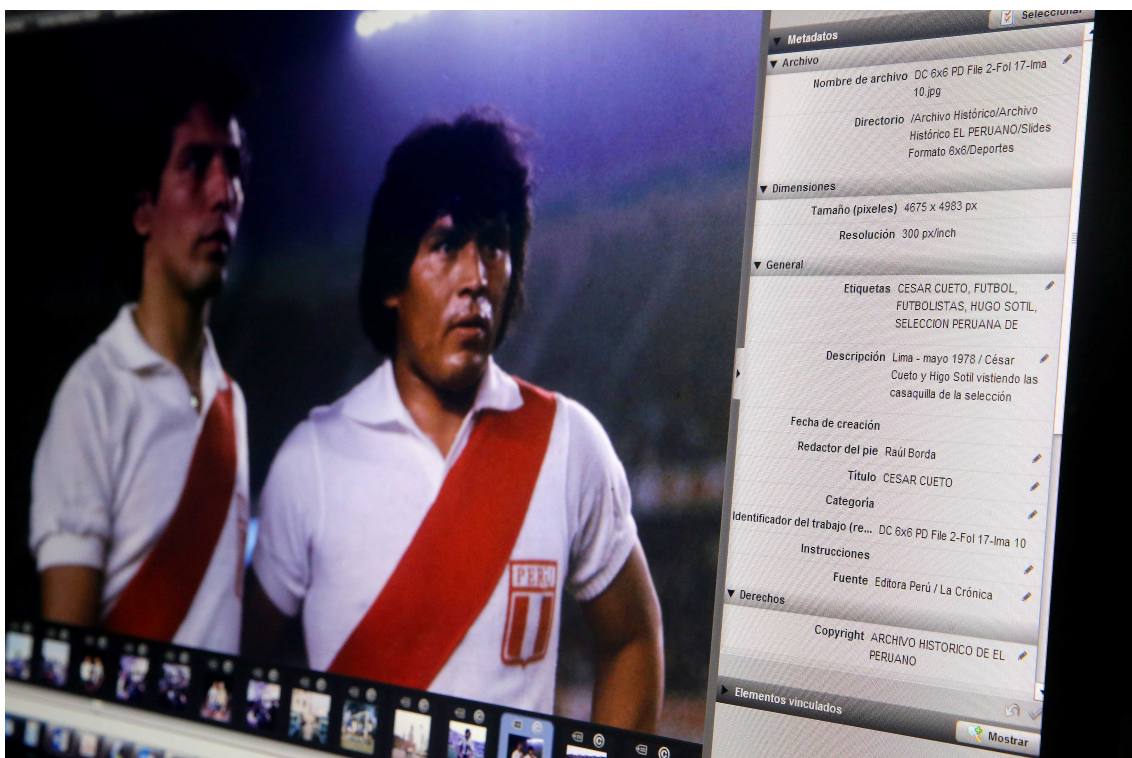 Seleccionar
Metadatos
Archivo
Nombre de archivo DC 6x6 PD File 2-Fol 17-Ima
10.jpg
Directorio /Archivo Histórico/Archivo
Histórico EL PERUANO/Slides
Formato 6x6/Deportes
Dimensiones
Tamaño (pixeles) 4675 x 4983 px
Resolución 300 px/inch
General
Etiquetas CESAR CUETO, FUTBOL,
FUTBOLISTAS, HUGO SOTIL,
SELECCION PERUANA DE
Descripción Lima - mayo 1978 / César
Cueto y Higo Sotil vistiendo las
casaquilla de la selección
Fecha de creación
Redactor del pie Raúl Borda
Título CESAR CUETO
Categoría
Identificador del trabajo (re... DC 6x6 PD File 2-Fol 17-Ima 10
Instrucciones
Fuente Editora Perú / La Crónica
Derechos
Copyright ARCHIVO HISTORICO DE EL
PERUANO
Elementos vinculados
Mostrar
PERU